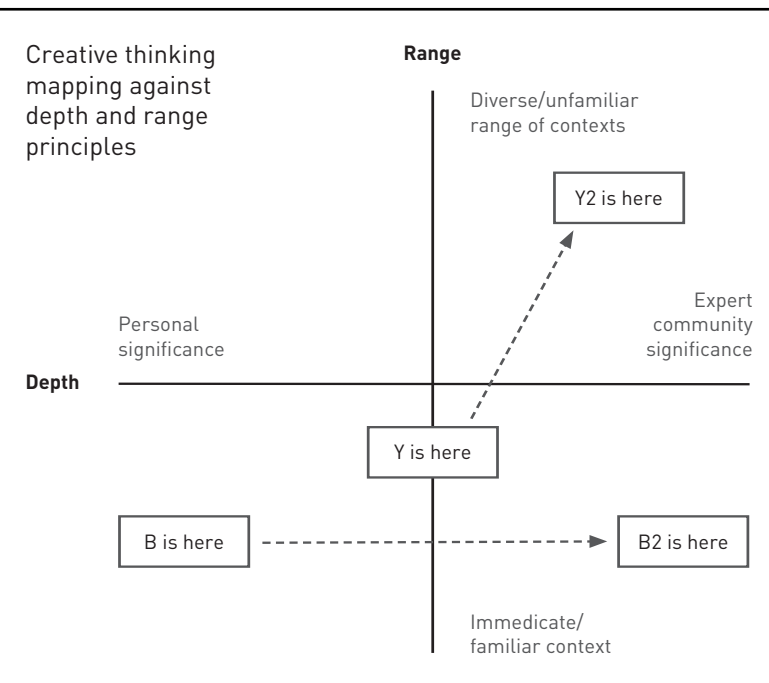 Creative thinking
mapping against
depth and range
principles
Range
Diverse/unfamiliar
range of contexts
Y2 is here
Personal
significance
Expert
community
significance
Depth
Y is here
B is here
B2 is here
Immedicate/
familiar context